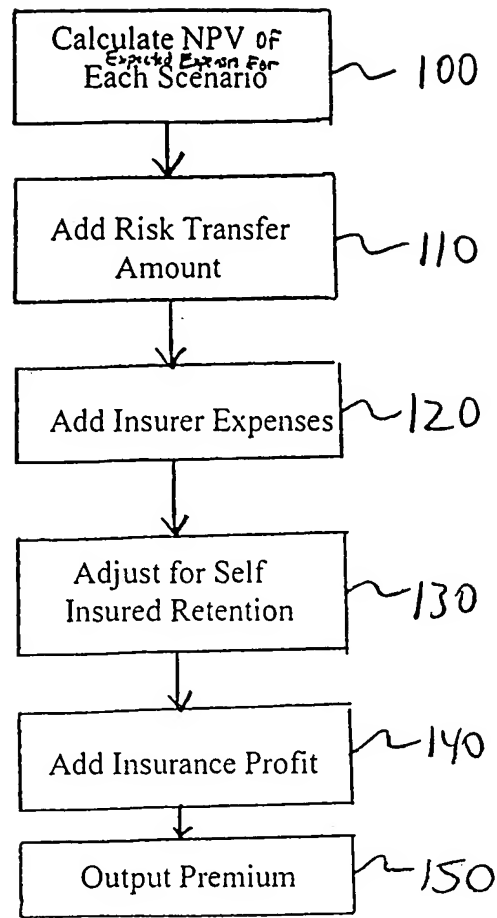 Calculate NPV OF
Expected Expenses For
Each Scenario
100
Add Risk Transfer
Amount
110
Add Insurer Expenses
120
Adjust for Self
Insured Retention
130
Add Insurance Profit
140
Output Premium
150